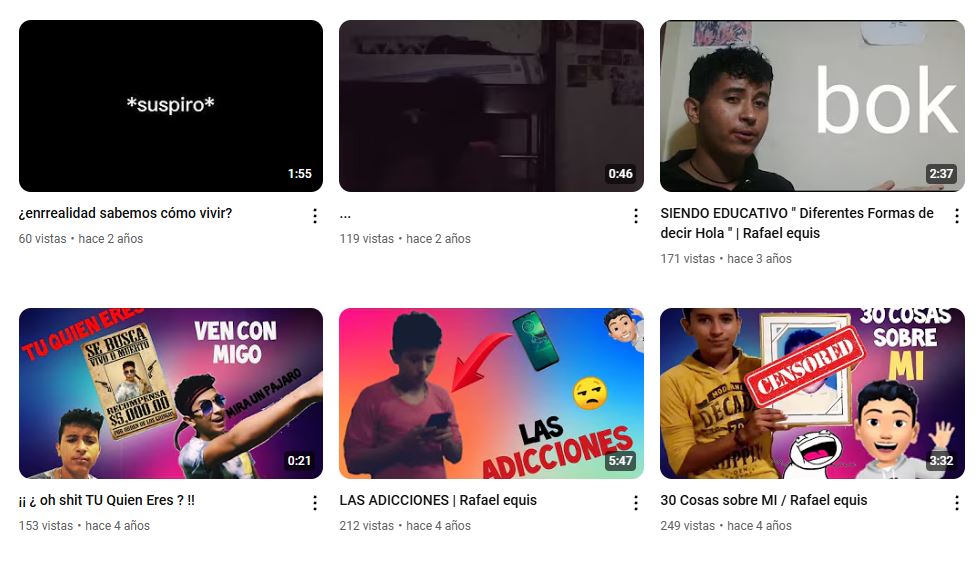 *suspiro*
1:55
0:46
bok
2:37
¿enrrealidad sabemos cómo vivir?
60 vistas • hace 2 años
...
119 vistas • hace 2 años
SIENDO EDUCATIVO " Diferentes Formas de
decir Hola " | Rafael equis
171 vistas • hace 3 años
TU QUIEN ERES
SE BUSCA
VIVO O MUERTO
RECOMPENSA
$5,000.00
VEN CON
MIGO
MIRA UN PAJARO
0:21
LAS
ADICCIONES
5:47
30 COSAS
SOBRE
MI
CENSORED
3:32
¡¡ ¿ oh shit TU Quien Eres ? !!
153 vistas • hace 4 años
LAS ADICCIONES | Rafael equis
212 vistas • hace 4 años
30 Cosas sobre MI / Rafael equis
249 vistas • hace 4 años